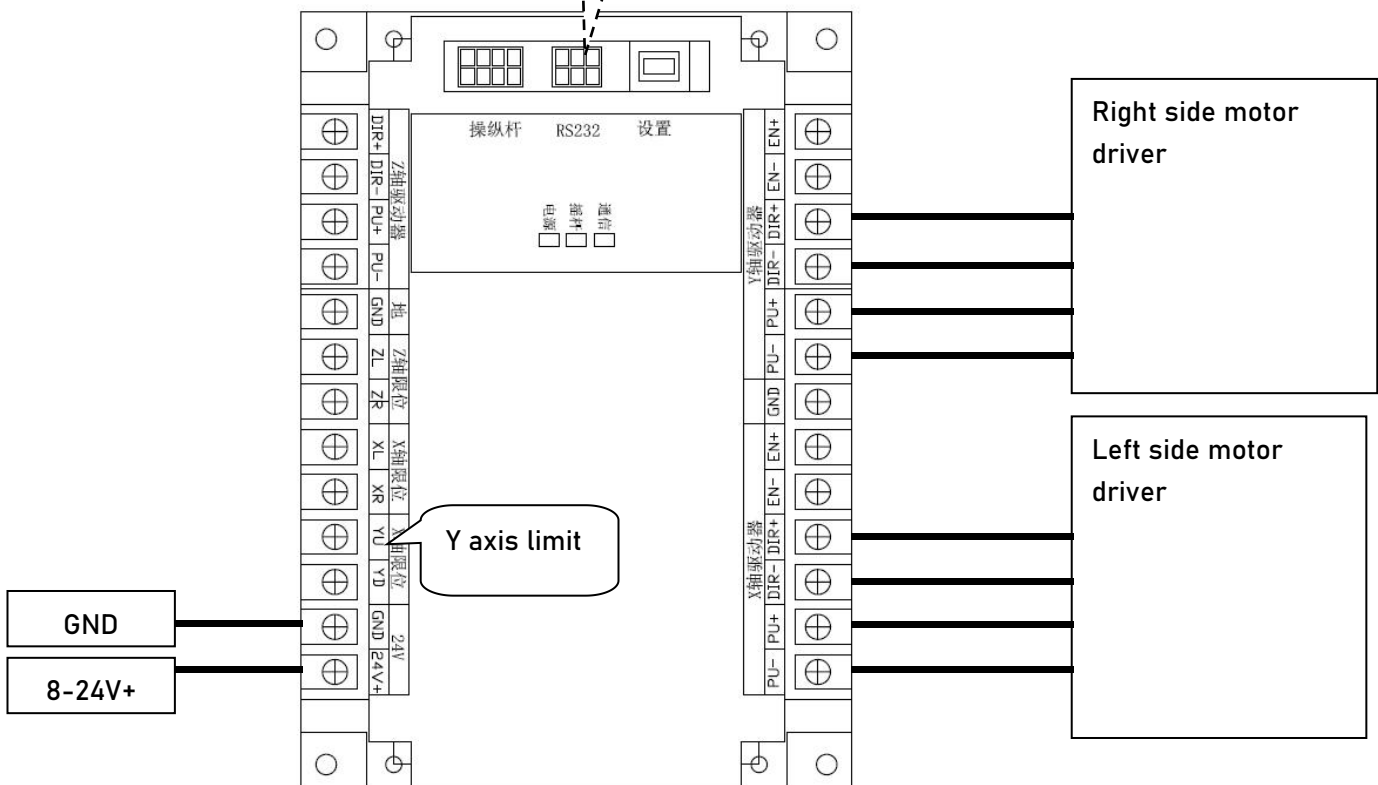 操纵杆 RS232 设置
电源 摇杆 通信
DIR+
DIR-
PU+
PU-
Z轴驱动器
GND
地
ZL
ZR
Z轴限位
XL
XR
X轴限位
YU
YD
轴限位
GND
24V+
24V
EN+
EN-
DIR+
DIR-
PU+
PU-
Y轴驱动器
GND
EN+
EN-
DIR+
DIR-
PU+
PU-
X轴驱动器
Y axis limit
GND
8-24V+
Right side motor
driver
Left side motor
driver